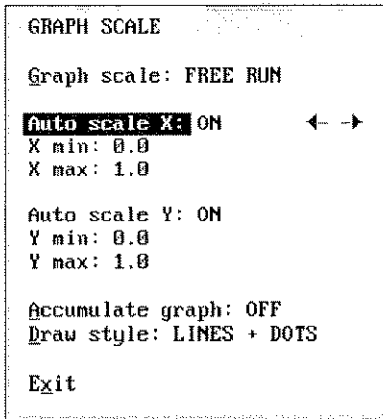 GRAPH SCALE
Graph scale: FREE RUN
Auto scale X: ON
X min: 0.0
X max: 1.0
Auto scale Y: ON
Y min: 0.0
Y max: 1.0
Accumulate graph: OFF
Draw style: LINES + DOTS
Exit